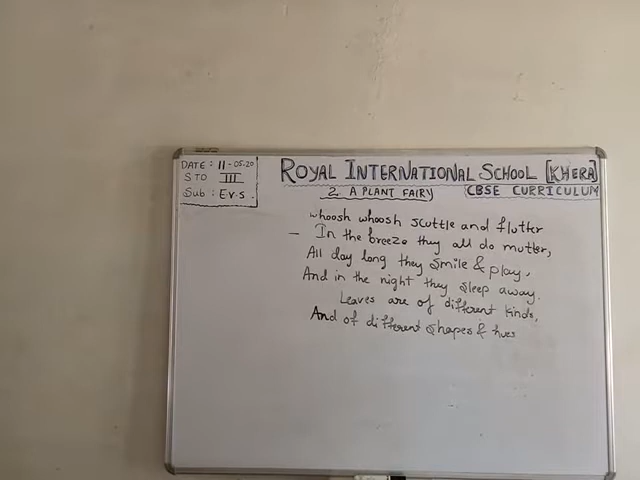 DATE : 11-05-20
STD III
Sub : E.V.S.
ROYAL INTERNATIONAL SCHOOL [KHERA]
2. A PLANT FAIRY
CBSE CURRICULUM
whoosh whoosh scuttle and flutter
– In the breeze they all do mutter,
All day long they smile & play,
And in the night they sleep away.
Leaves are of different kinds,
And of different shapes & hues